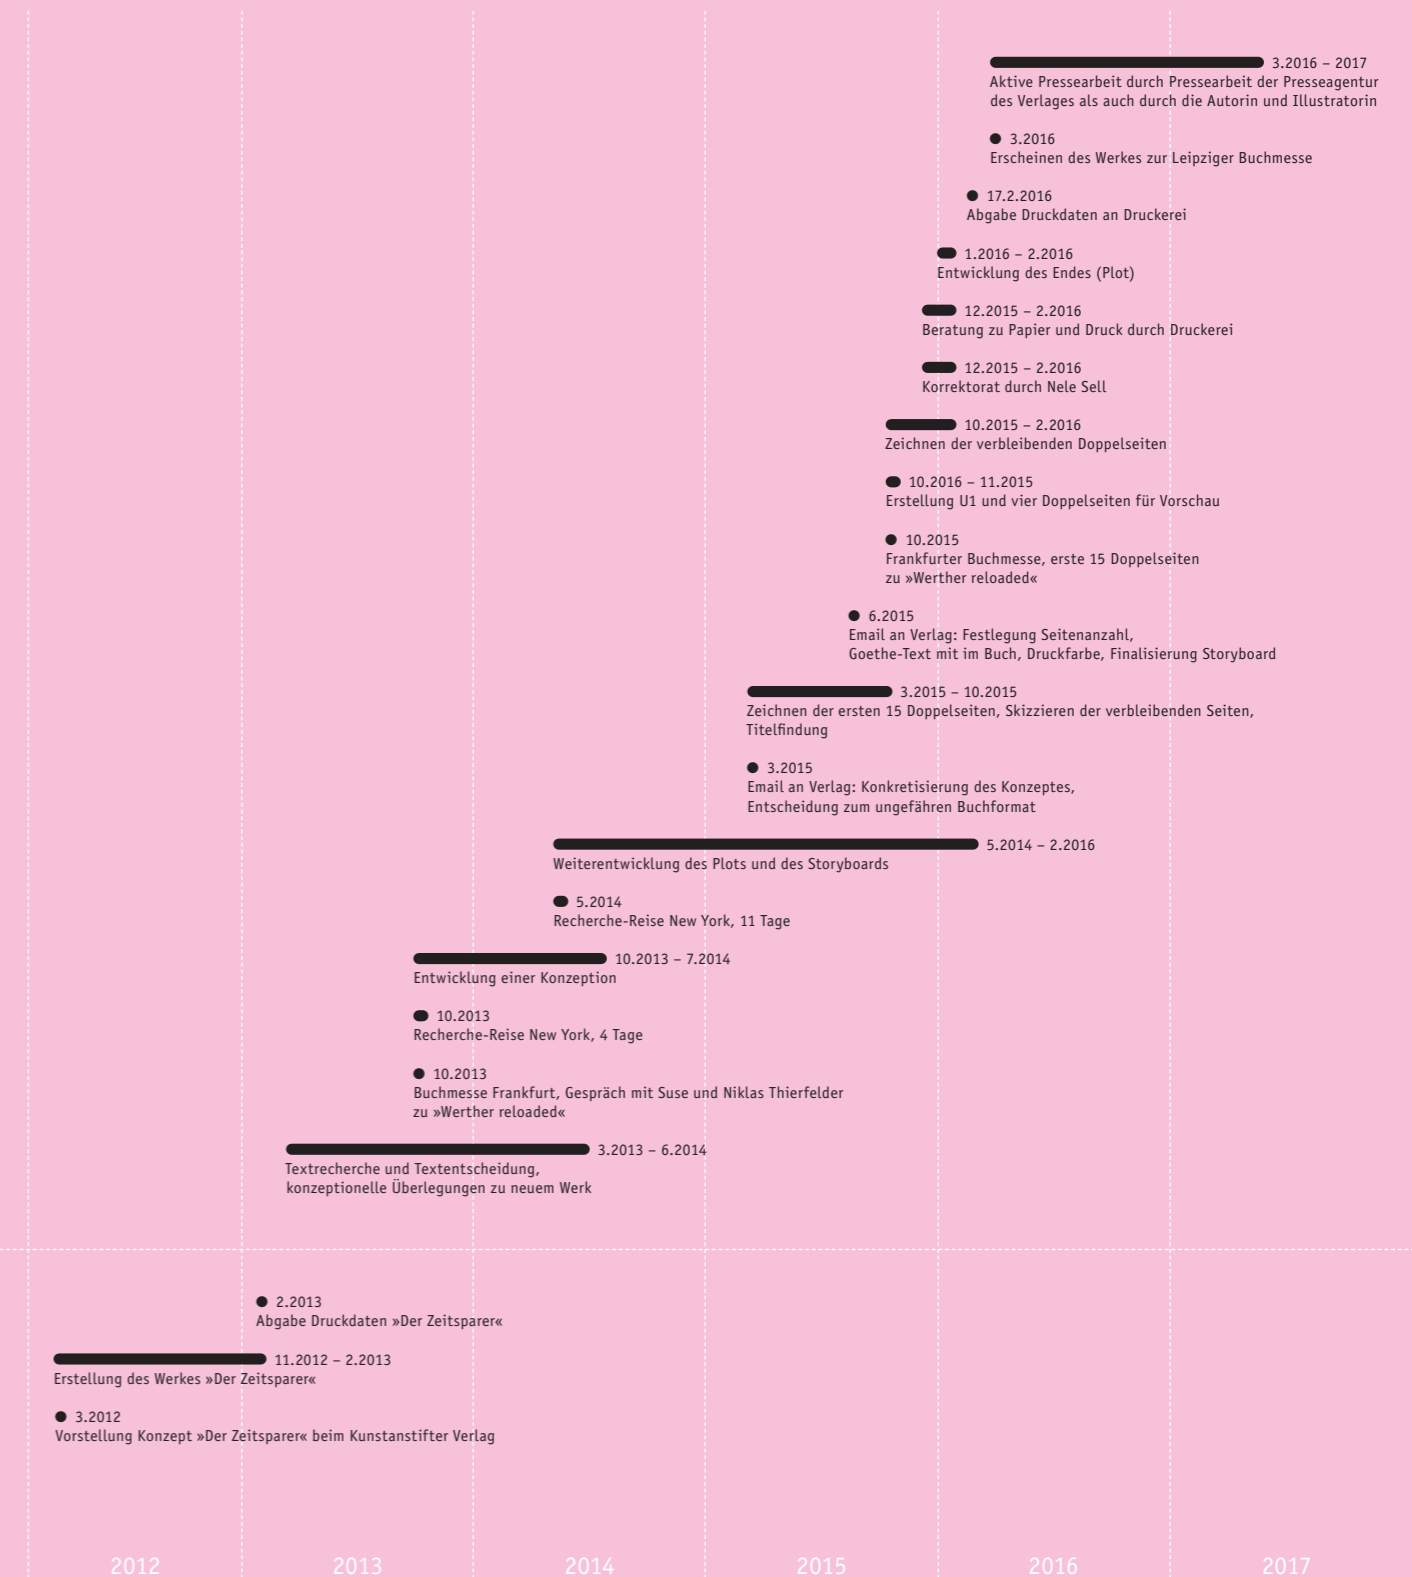 3.2016 – 2017
Aktive Pressearbeit durch Pressearbeit der Presseagentur
des Verlages als auch durch die Autorin und Illustratorin
3.2016
Erscheinen des Werkes zur Leipziger Buchmesse
17.2.2016
Abgabe Druckdaten an Druckerei
1.2016 – 2.2016
Entwicklung des Endes (Plot)
12.2015 – 2.2016
Beratung zu Papier und Druck durch Druckerei
12.2015 – 2.2016
Korrektorat durch Nele Sell
10.2015 – 2.2016
Zeichnen der verbleibenden Doppelseiten
10.2016 – 11.2015
Erstellung U1 und vier Doppelseiten für Vorschau
10.2015
Frankfurter Buchmesse, erste 15 Doppelseiten
zu »Werther reloaded«
6.2015
Email an Verlag: Festlegung Seitenanzahl,
Goethe-Text mit im Buch, Druckfarbe, Finalisierung Storyboard
3.2015 – 10.2015
Zeichnen der ersten 15 Doppelseiten, Skizzieren der verbleibenden Seiten,
Titelfindung
3.2015
Email an Verlag: Konkretisierung des Konzeptes,
Entscheidung zum ungefähren Buchformat
5.2014 – 2.2016
Weiterentwicklung des Plots und des Storyboards
5.2014
Recherche-Reise New York, 11 Tage
10.2013 – 7.2014
Entwicklung einer Konzeption
10.2013
Recherche-Reise New York, 4 Tage
10.2013
Buchmesse Frankfurt, Gespräch mit Suse und Niklas Thierfelder
zu »Werther reloaded«
3.2013 – 6.2014
Textrecherche und Textentscheidung,
konzeptionelle Überlegungen zu neuem Werk
2.2013
Abgabe Druckdaten »Der Zeitsparer«
11.2012 – 2.2013
Erstellung des Werkes »Der Zeitsparer«
3.2012
Vorstellung Konzept »Der Zeitsparer« beim Kunstanstifter Verlag
2012 2013 2014 2015 2016 2017